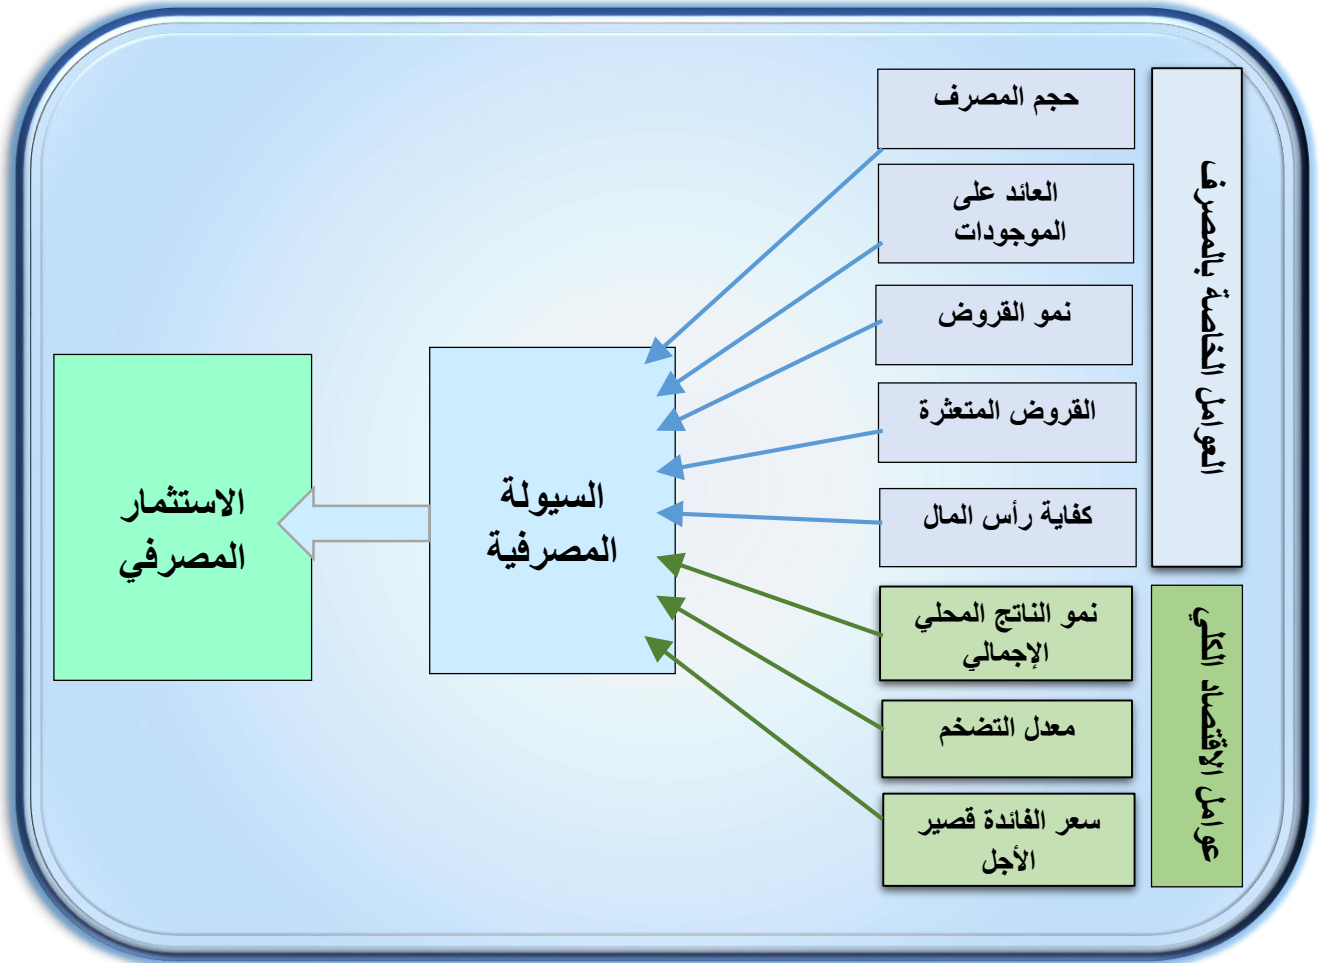 العوامل الخاصة بالمصرف
حجم المصرف
العائد على
الموجودات
نمو القروض
القروض المتعثرة
كفاية رأس المال
عوامل الاقتصاد الكلي
نمو الناتج المحلي
الإجمالي
معدل التضخم
سعر الفائدة قصير
الأجل
السيولة
المصرفية
الاستثمار
المصرفي